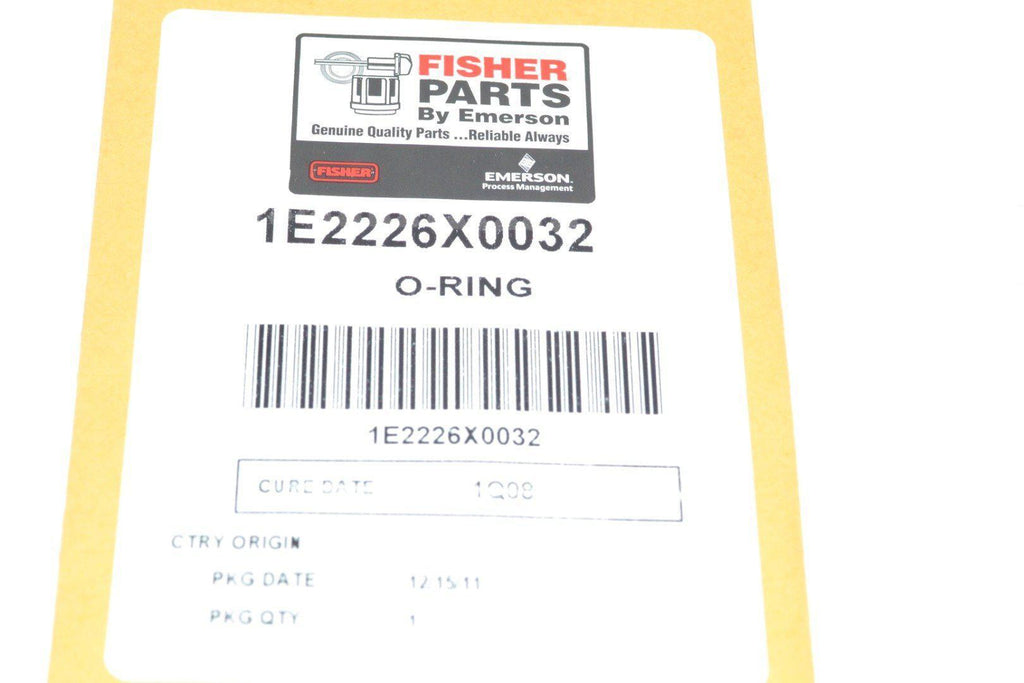 FISHER
PARTS
By Emerson
Genuine Quality Parts ...Reliable Always
FISHER
EMERSON.
Process Management
1E2226X0032
O-RING
1E2226X0032
CURE DATE 1Q08
CTRY ORIGIN
PKG DATE 12.15.11
PKG QTY 1